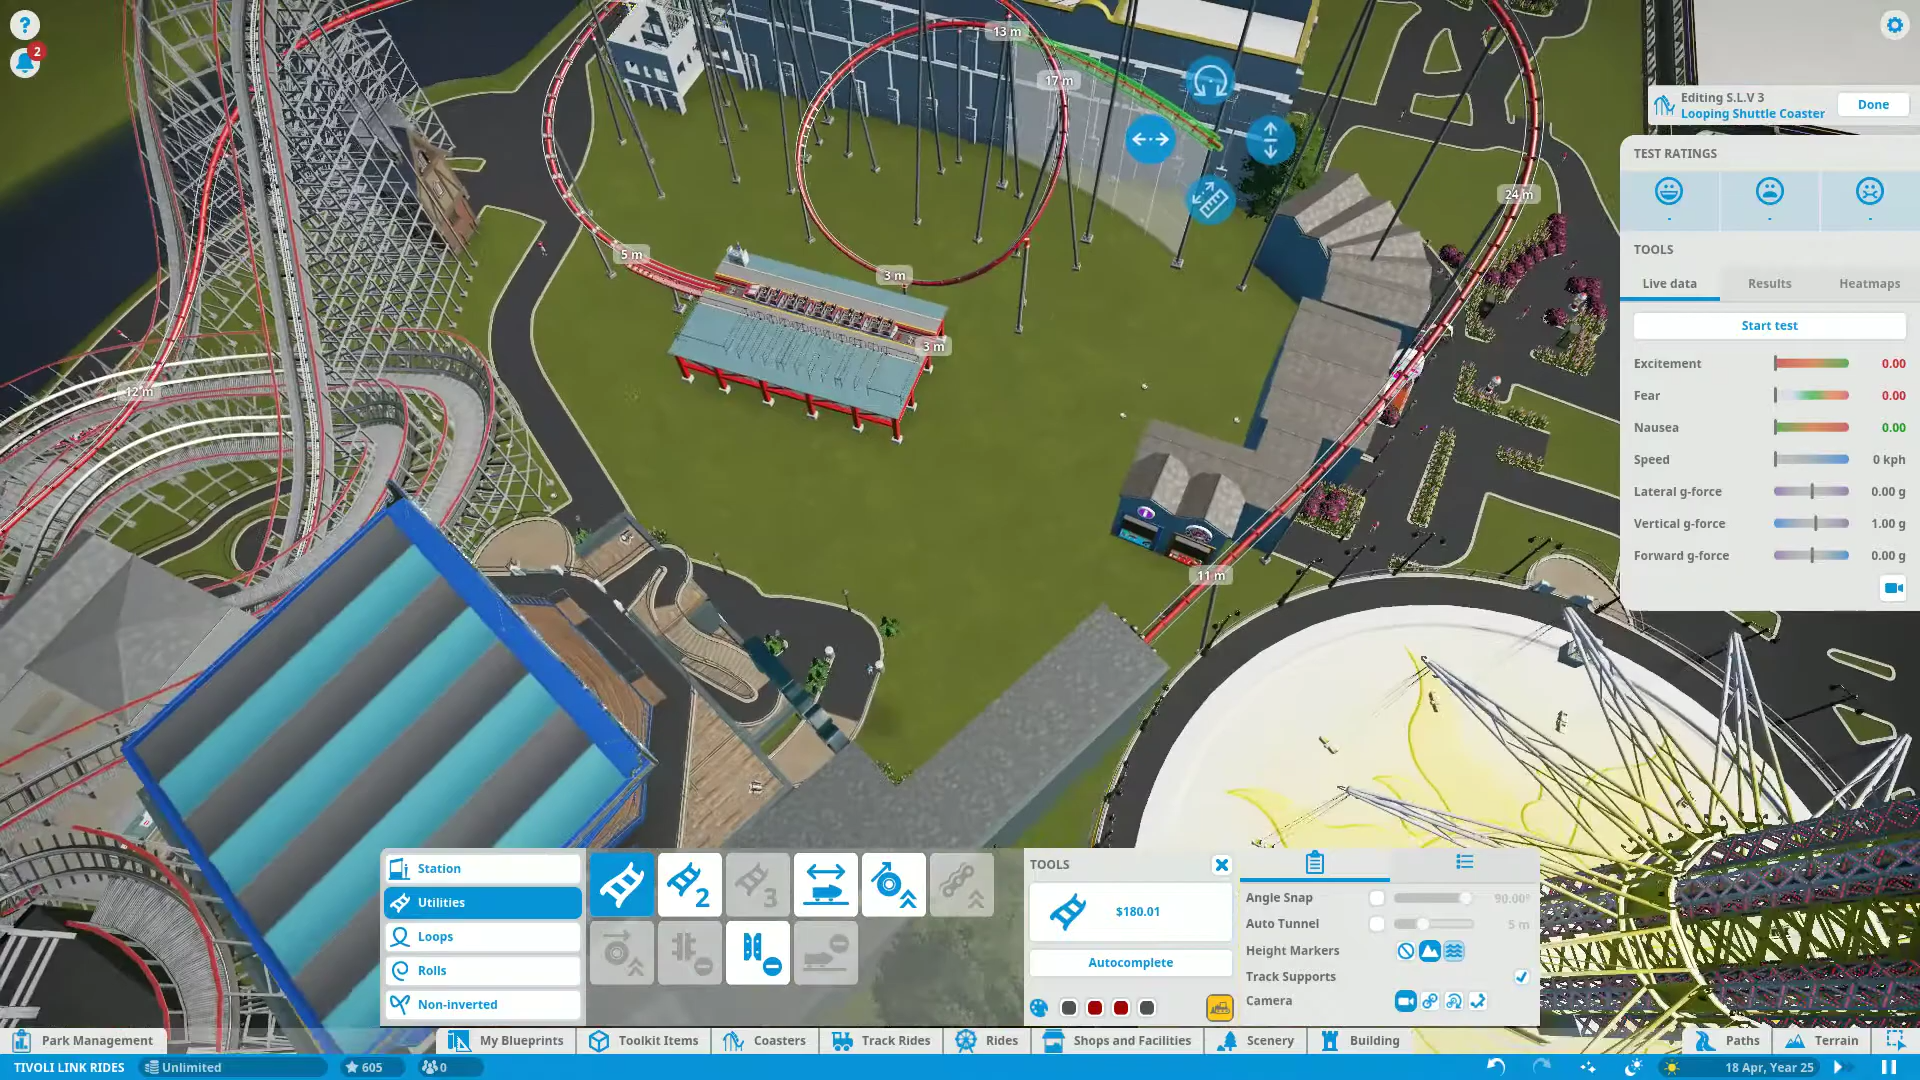 ?
2
13 m
17 m
24 m
5 m
3 m
3 m
12 m
11 m
Editing S.L.V 3
Looping Shuttle Coaster
Done
TEST RATINGS
-
-
-
TOOLS
Live data
Results
Heatmaps
Start test
Excitement
0.00
Fear
0.00
Nausea
0.00
Speed
0 kph
Lateral g-force
0.00 g
Vertical g-force
1.00 g
Forward g-force
0.00 g
Station
Utilities
Loops
Rolls
Non-inverted
2
3
TOOLS
$180.01
Autocomplete
Angle Snap
90.00°
Auto Tunnel
5 m
Height Markers
Track Supports
Camera
Park Management
My Blueprints
Toolkit Items
Coasters
Track Rides
Rides
Shops and Facilities
Scenery
Building
Paths
Terrain
TIVOLI LINK RIDES
Unlimited
605
0
18 Apr, Year 25